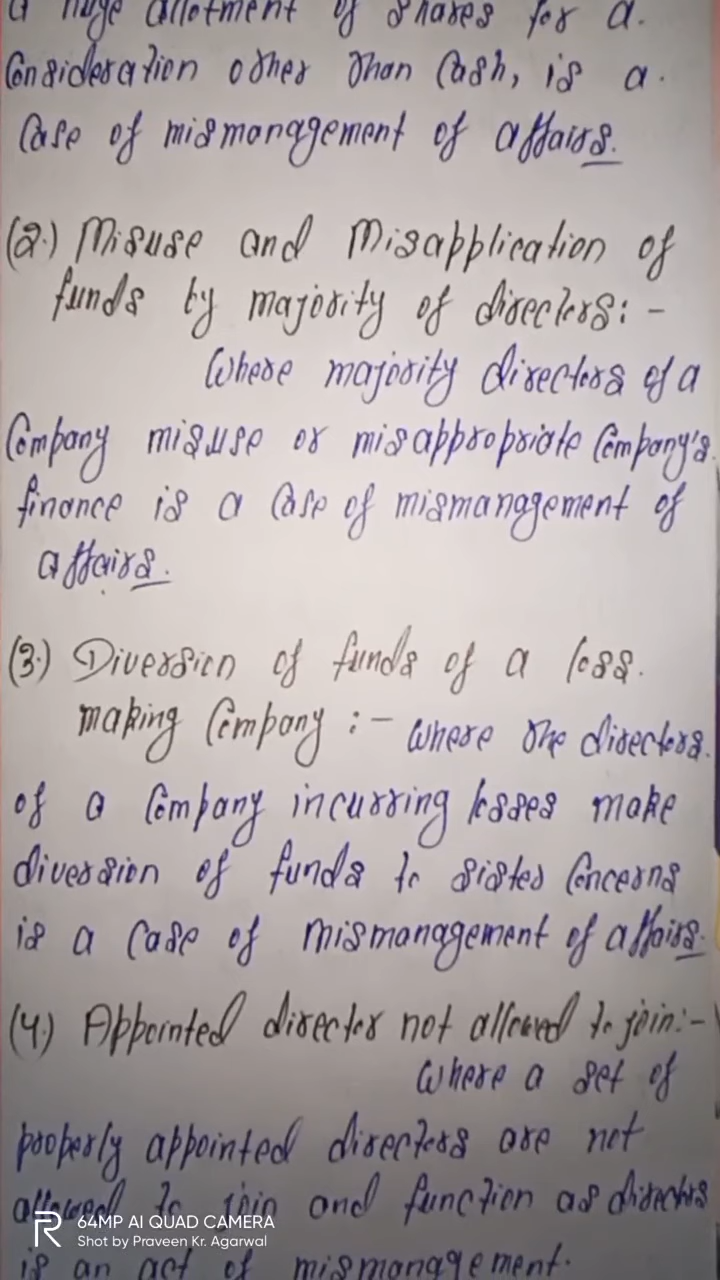 a huge allotment of shares for a.
Consideration other than Cash, is a.
Case of mismanagement of affairs.
(2.) Misuse and Misapplication of
funds by majority of directors: -
Where majority directors of a
Company misuse or misappropriate Company's
finance is a Case of mismanagement of
affairs.
(3.) Diversion of funds of a loss.
making Company :- Where the directors.
of a Company incurring losses make
diversion of funds to sister Concerns
is a Case of mismanagement of affairs.
(4.) Appointed director not allowed to join:-
Where a set of
properly appointed directors are not
allowed to join and function as directors
is an act of mismanagement.
64MP AI QUAD CAMERA
Shot by Praveen Kr. Agarwal